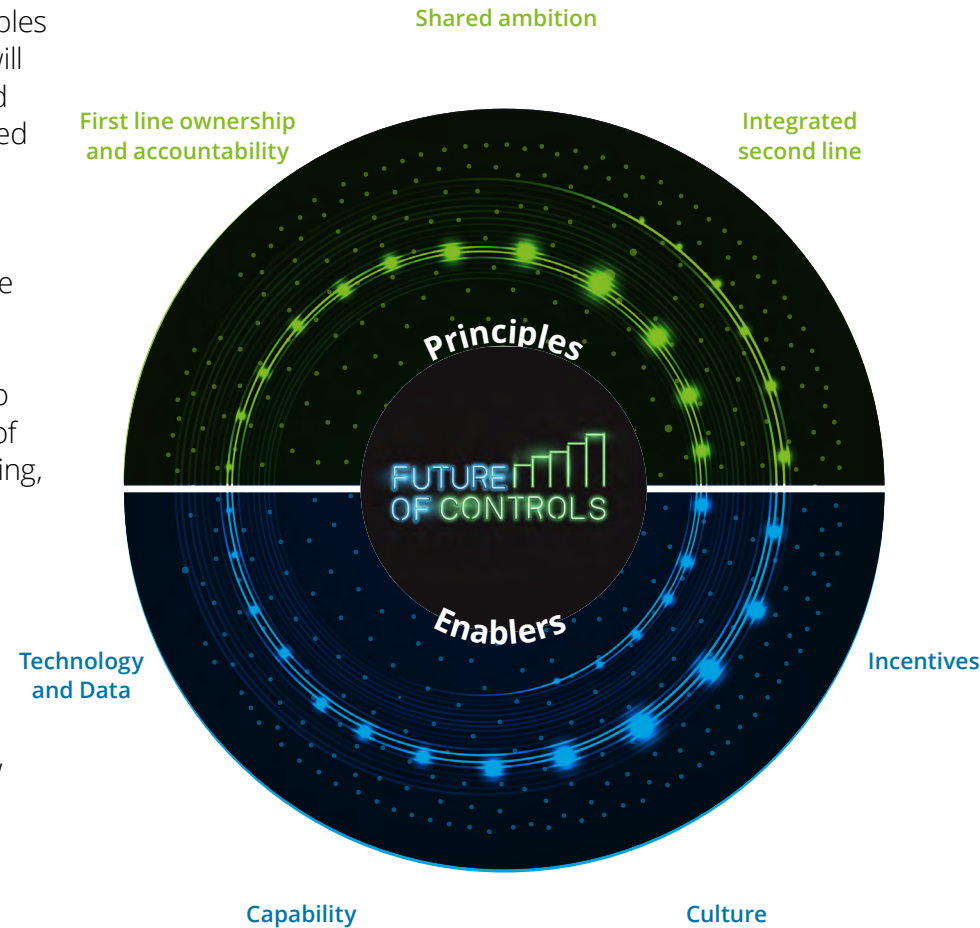 Shared ambition
First line ownership
and accountability
Integrated
second line
Principles
FUTURE
OF CONTROLS
Enablers
Technology
and Data
Incentives
Capability
Culture